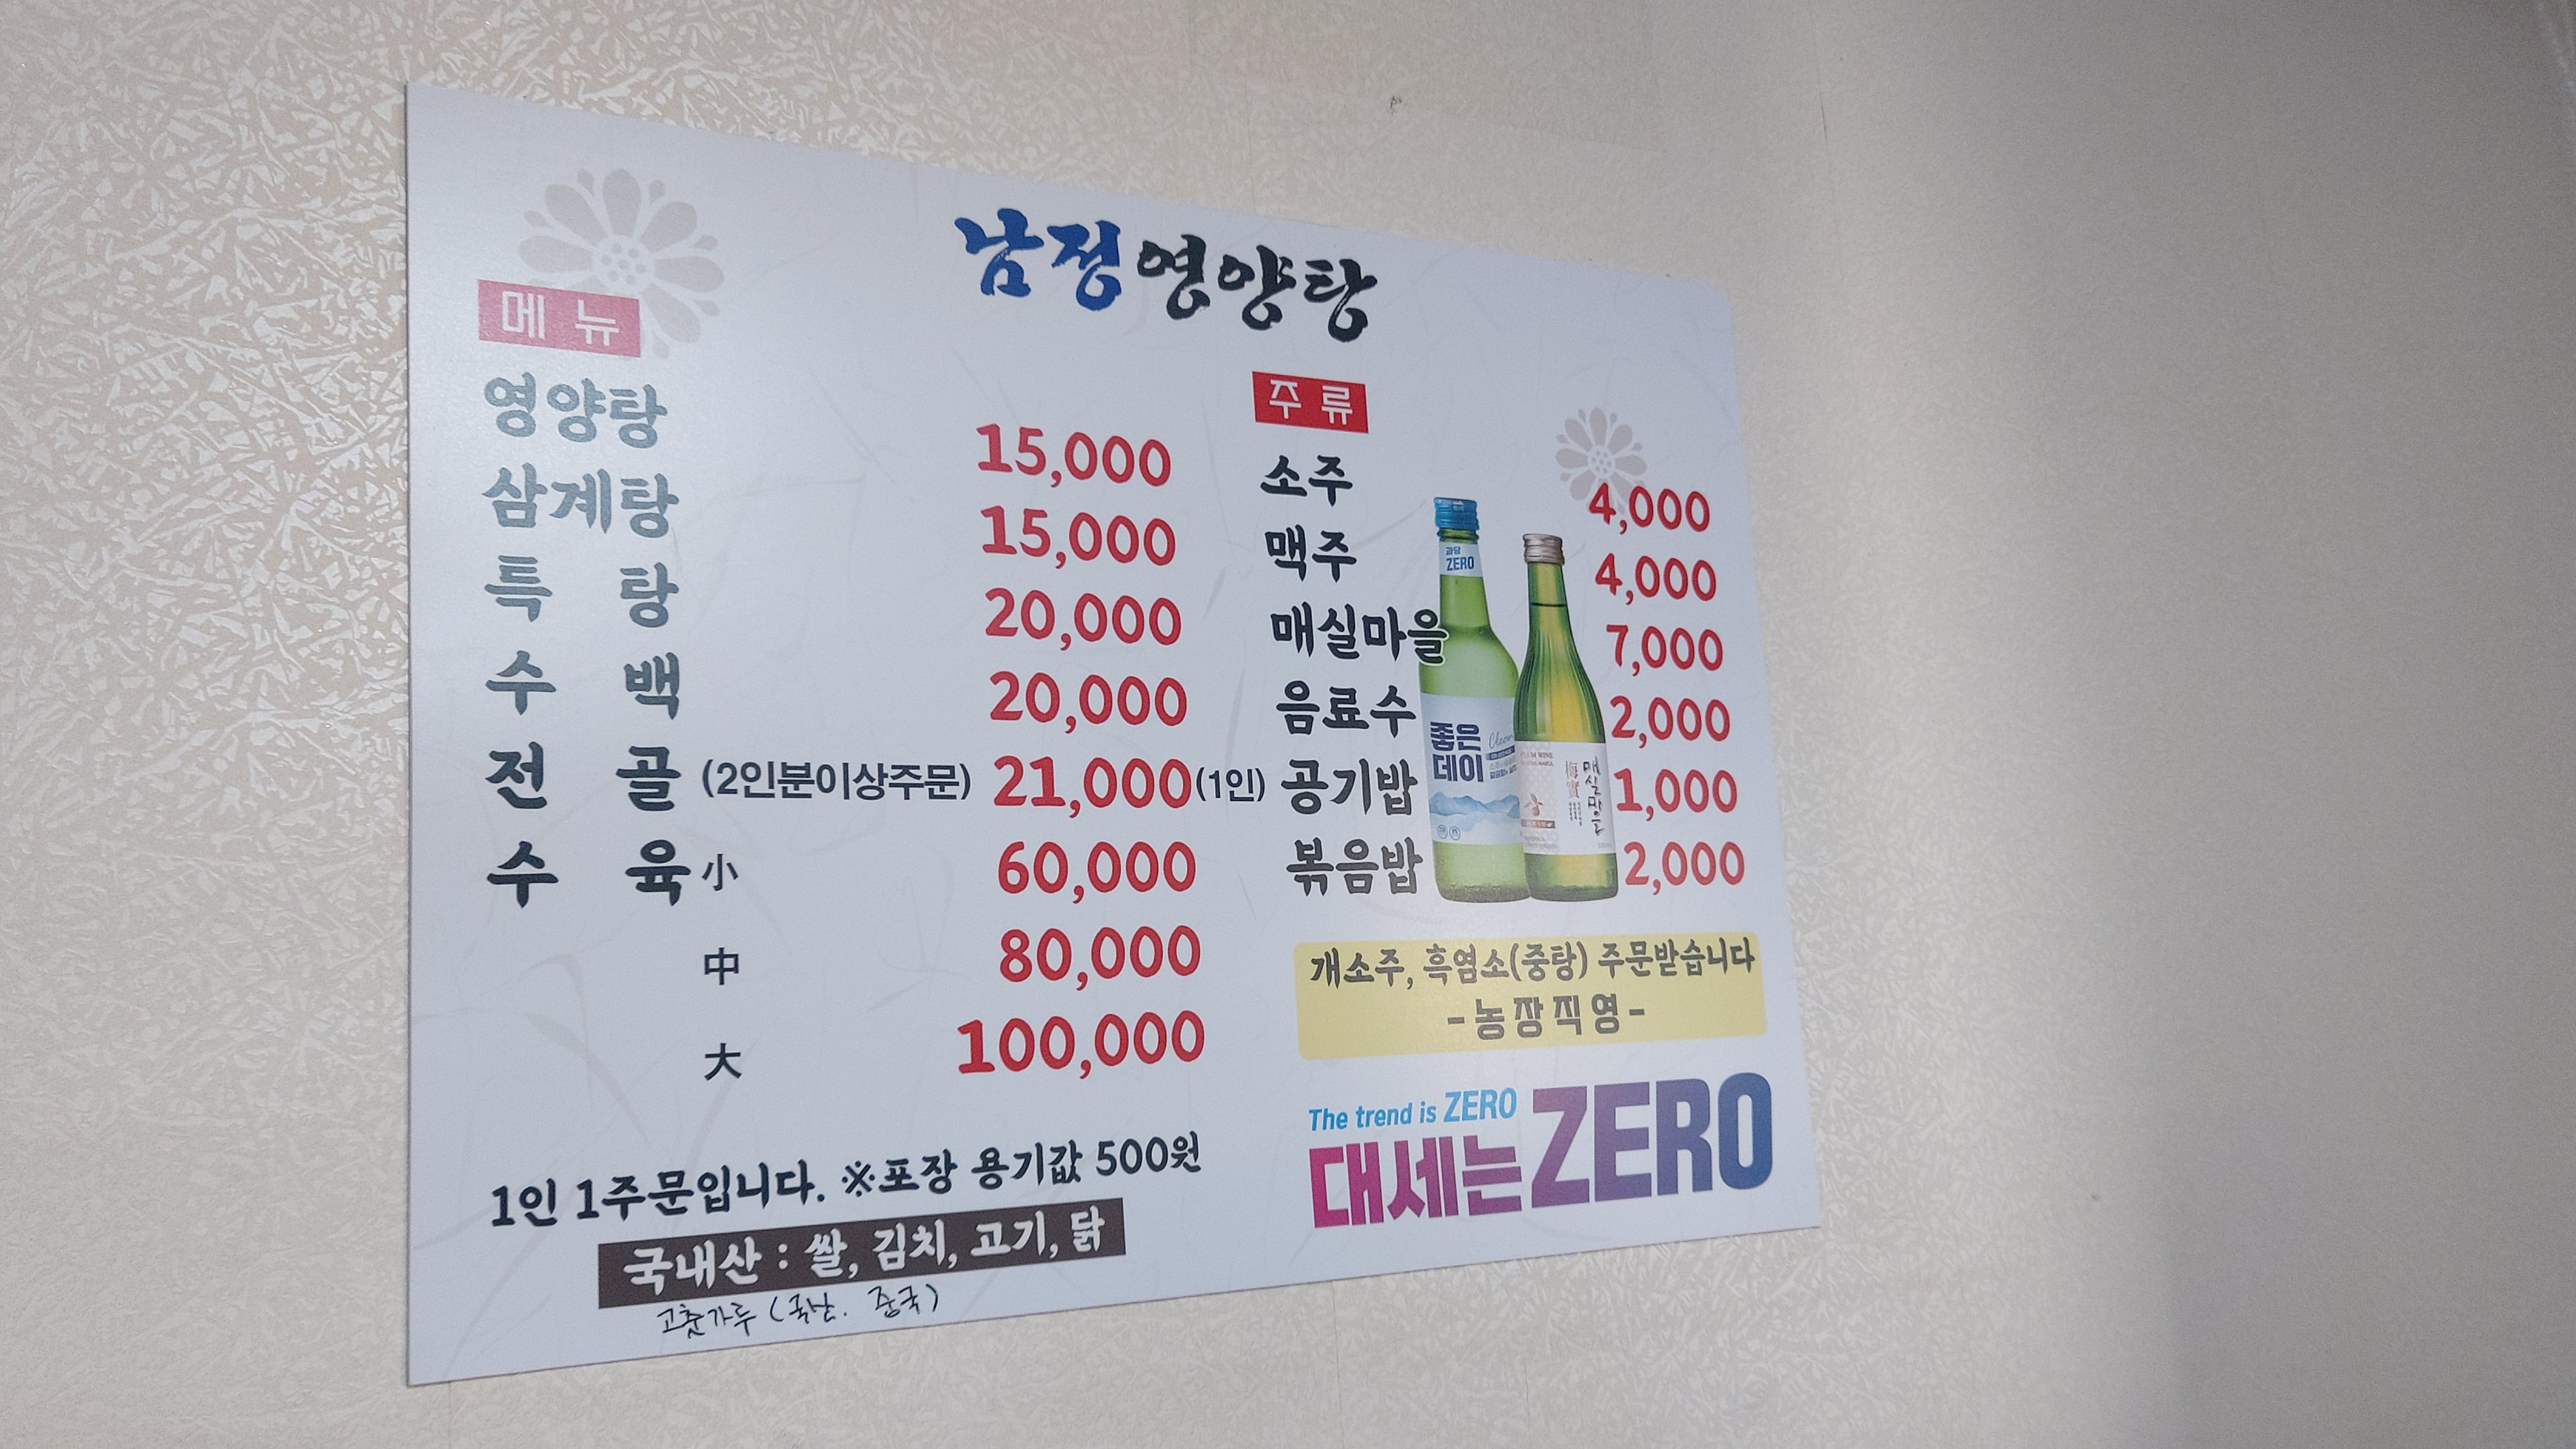 남정영양탕
메뉴
영양탕 15,000
삼계탕 15,000
특 탕 20,000
수 백 20,000
전 골 (2인분이상주문) 21,000(1인)
수 육 小 60,000
中 80,000
大 100,000
1인 1주문입니다. ※포장 용기값 500원
국내산 : 쌀, 김치, 고기, 닭
고춧가루 (국산. 중국)
주류
소주 4,000
맥주 4,000
매실마을 7,000
음료수 2,000
공기밥 1,000
볶음밥 2,000
과당
ZERO
좋은
데이
매실마을
개소주, 흑염소(중탕) 주문받습니다
-농장직영-
The trend is ZERO
대세는 ZERO